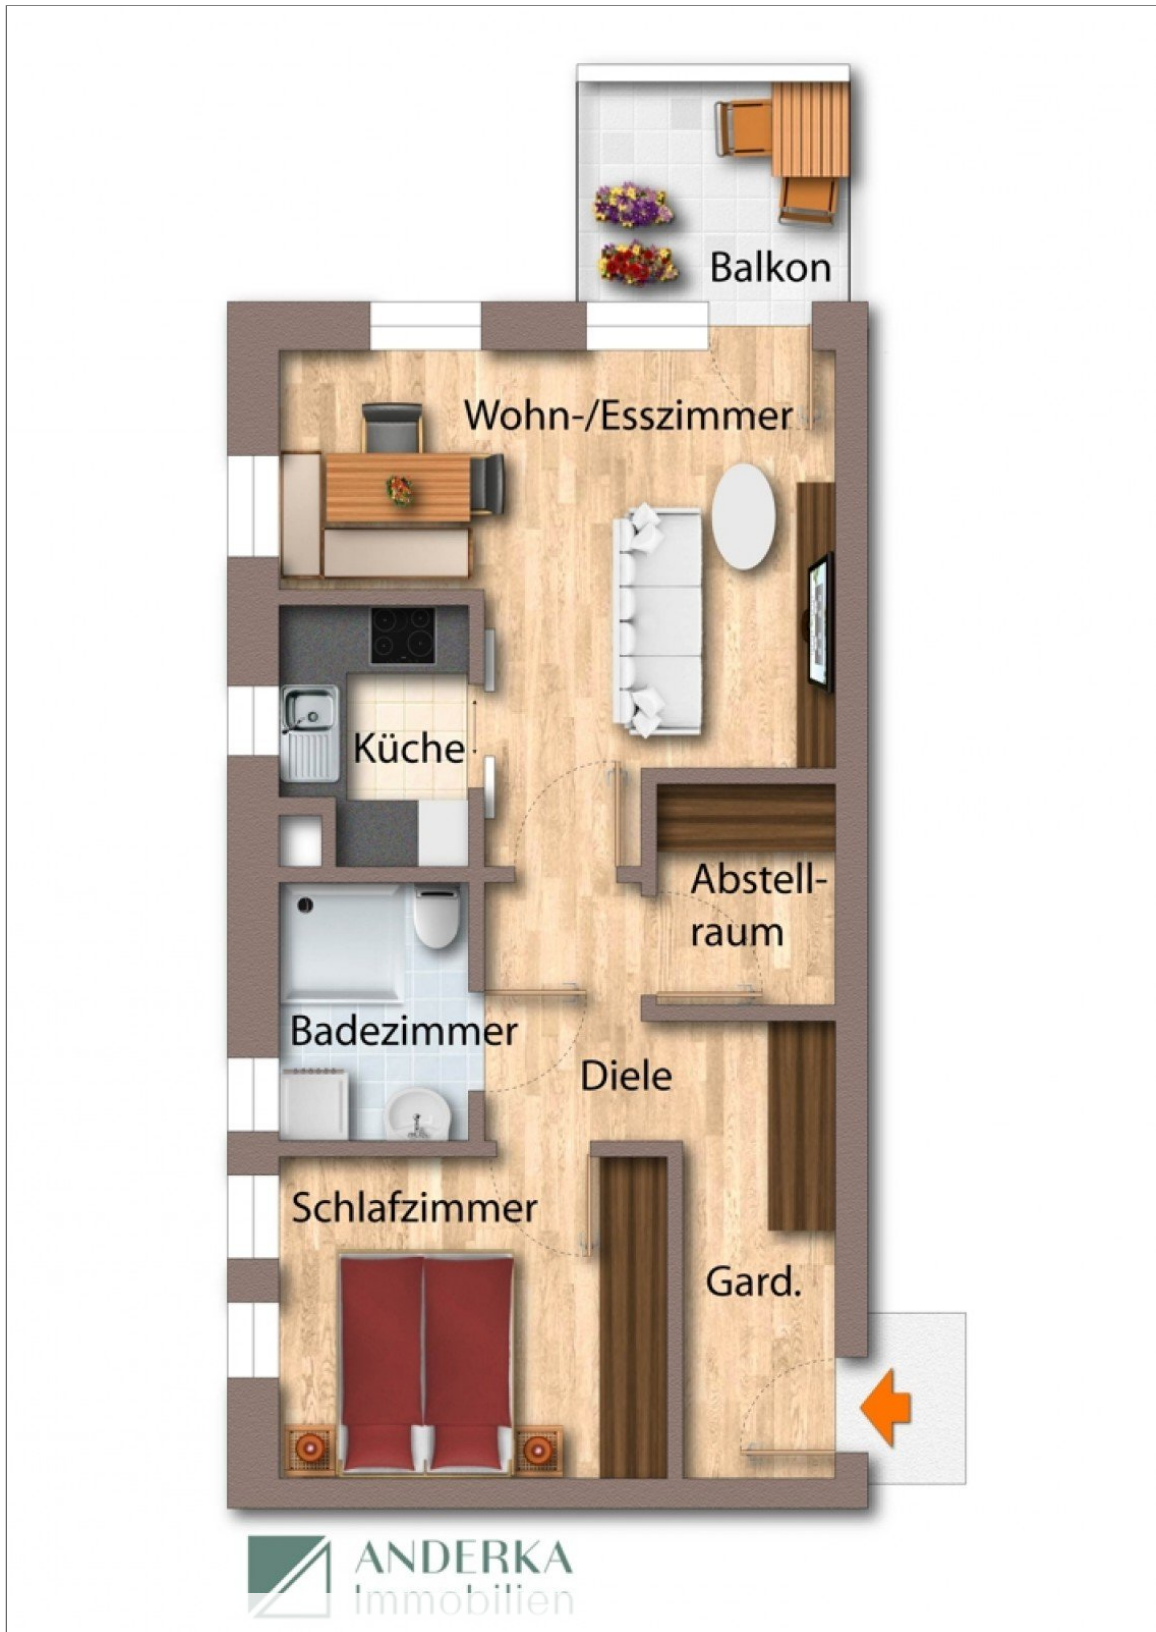 Balkon
Wohn-/Esszimmer
Küche
Abstell-
raum
Badezimmer
Diele
Schlafzimmer
Gard.
ANDERKA
Immobilien